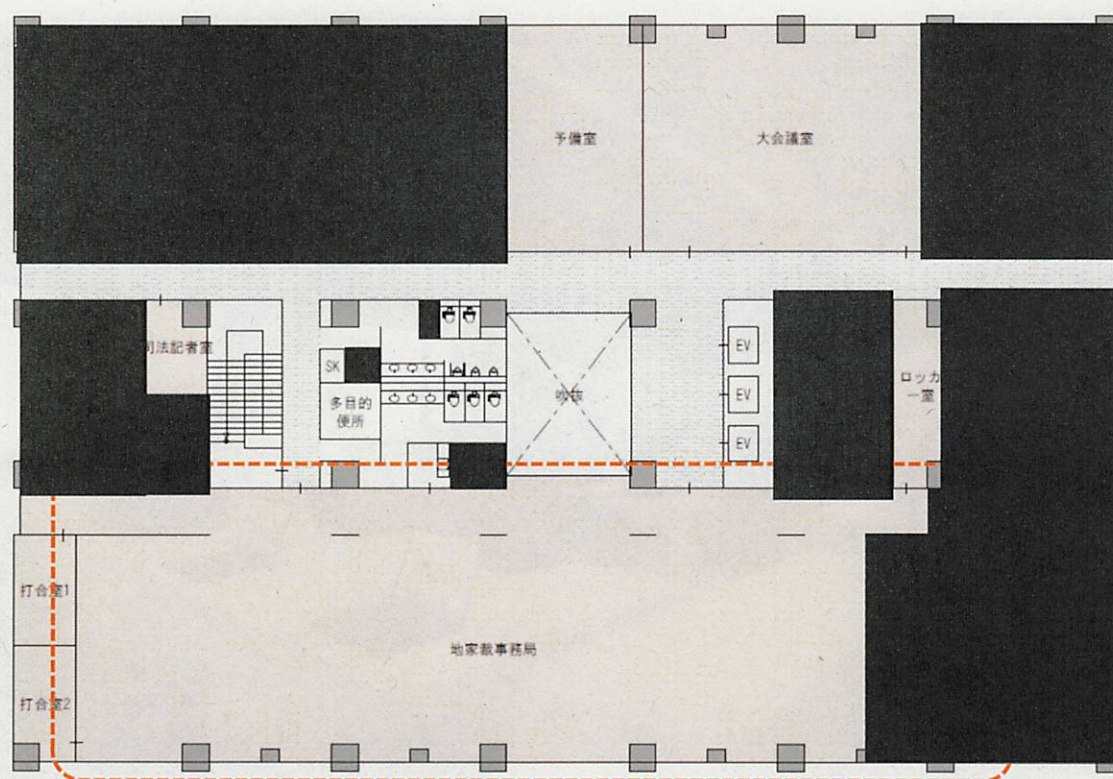 予備室
大会議室
司法記者室
SK
多目的
便所
吹抜
EV
EV
EV
ロッカ
ー室
打合室1
打合室2
地家裁事務局